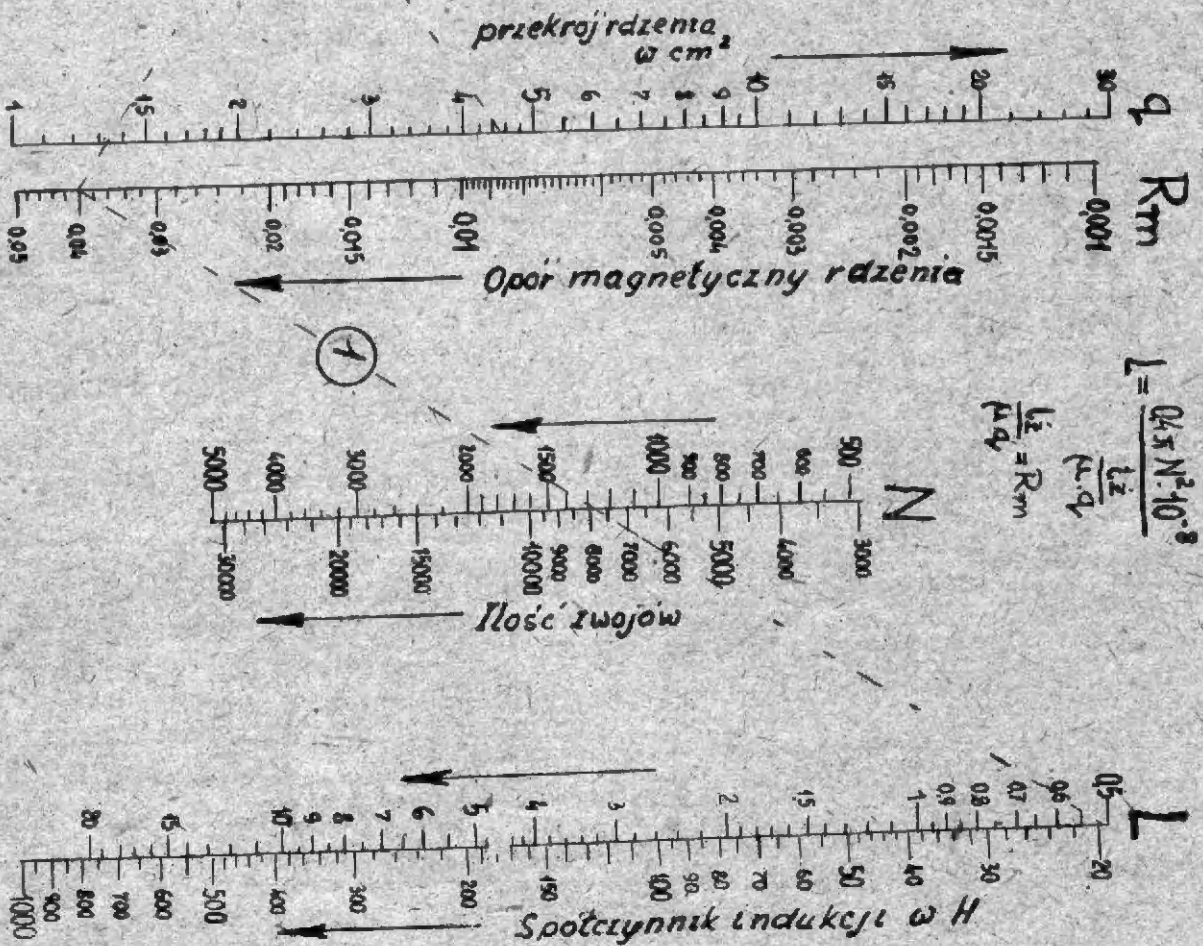 przekrój rdzenia
w cm²
1 1,5 2 3 4 5 6 7 8 9 10 15 20 30
q
Rm
0,05 0,04 0,03 0,02 0,015 0,01 0,005 0,004 0,003 0,002 0,0015 0,001
Opór magnetyczny rdzenia
1
L = 0,4 π N² · 10⁻⁸
lż
μ · q
lż / μ q = Rm
5000 4000 3000 2000 1500 1000 900 800 700 600 500
N
30000 20000 15000 10000 9000 8000 7000 6000 5000 4000 3000
Ilość zwojów
20 15 10 9 8 7 6 5 4 3 2 1,5 1 0,9 0,8 0,7 0,6 0,5
L
1000 900 800 700 600 500 400 300 200 150 100 90 80 70 60 50 40 30 20
Spółczynnik indukcji w H